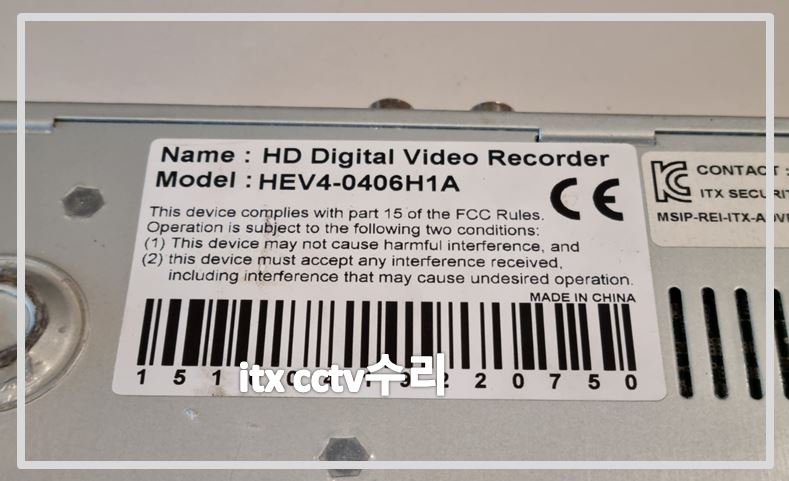 Name : HD Digital Video Recorder
Model : HEV4-0406H1A
This device complies with part 15 of the FCC Rules.
Operation is subject to the following two conditions:
(1) This device may not cause harmful interference, and
(2) this device must accept any interference received,
including interference that may cause undesired operation.
MADE IN CHINA
CE
CONTACT :
ITX SECURIT
MSIP-REI-ITX-
itx cctv수리